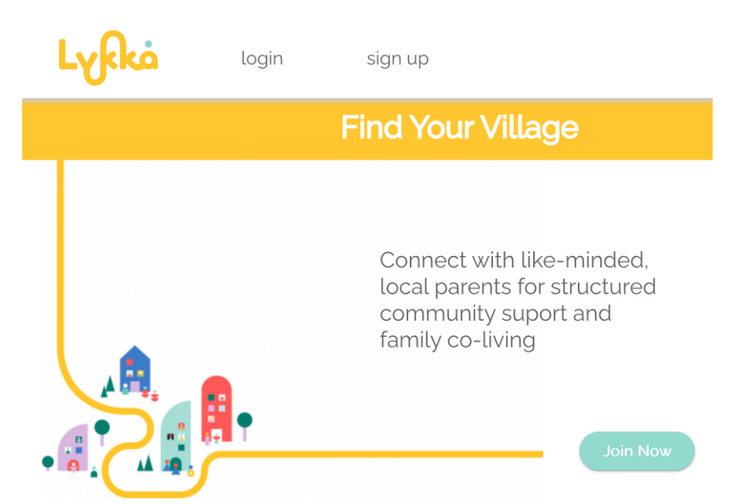 Lykka
login
sign up
Find Your Village
Connect with like-minded,
local parents for structured
community suport and
family co-living
Join Now